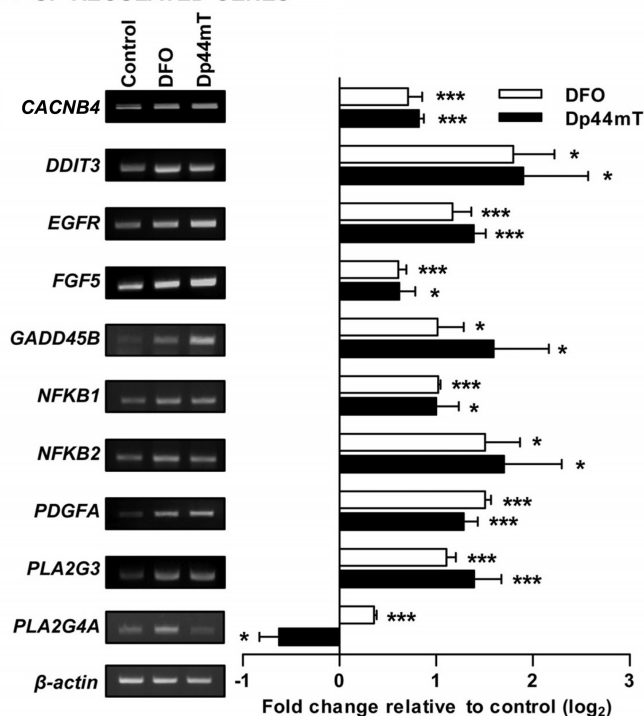 Control DFO Dp44mT
CACNB4 *** DFO
*** Dp44mT
DDIT3 *
*
EGFR ***
***
FGF5 ***
*
GADD45B *
*
NFKB1 ***
*
NFKB2 *
*
PDGFA ***
***
PLA2G3 ***
***
PLA2G4A ***
*
β-actin
-1 0 1 2 3
Fold change relative to control (log2)